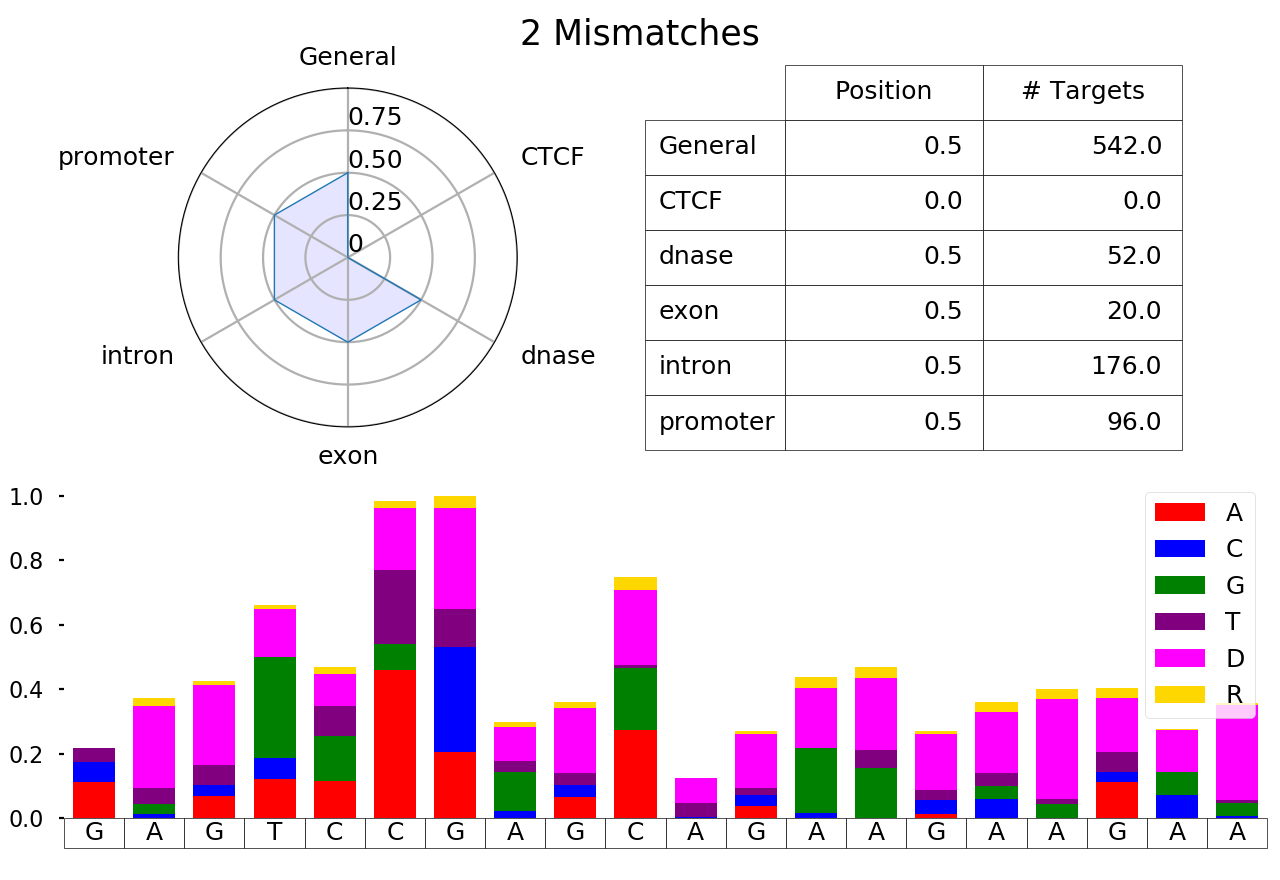 2 Mismatches
General
promoter
CTCF
0.75
0.50
0.25
0
intron
dnase
exon
Position # Targets
General 0.5 542.0
CTCF 0.0 0.0
dnase 0.5 52.0
exon 0.5 20.0
intron 0.5 176.0
promoter 0.5 96.0
1.0
0.8
0.6
0.4
0.2
0.0
A
C
G
T
D
R
G A G T C C G A G C A G A A G A A G A A